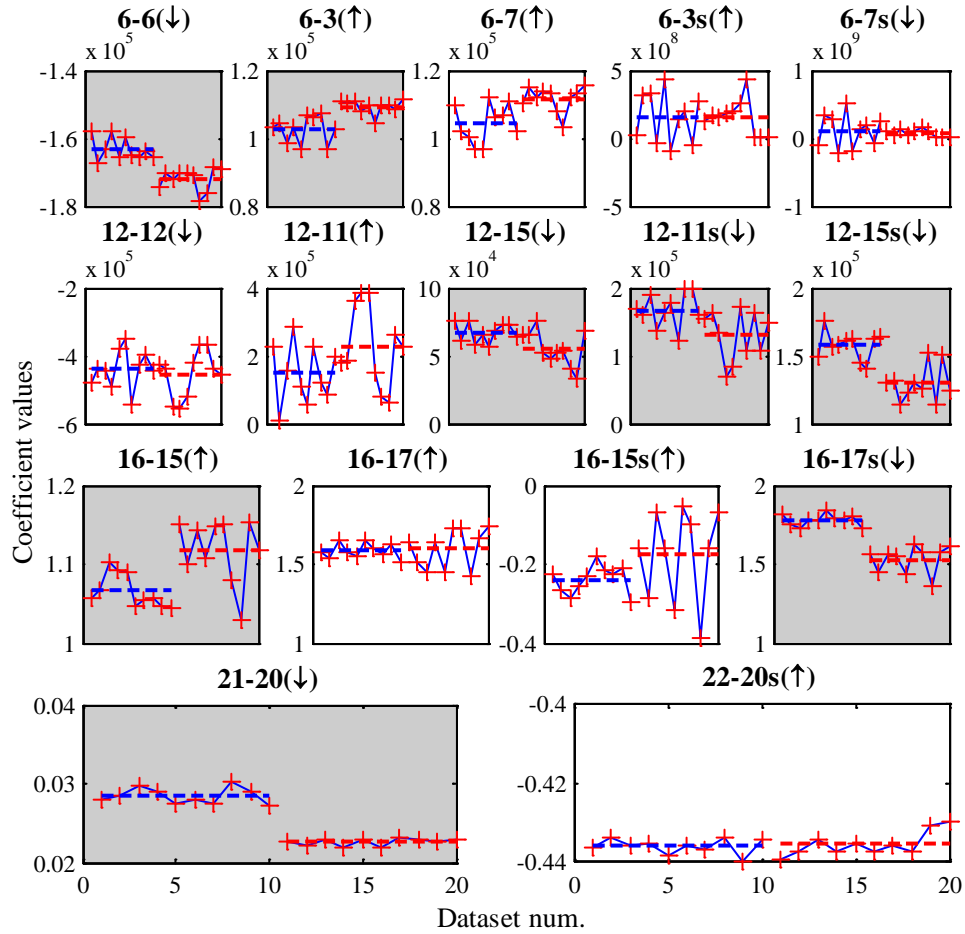 6-6(↓) 6-3(↑) 6-7(↑) 6-3s(↑) 6-7s(↓)
x 10^5 x 10^5 x 10^5 x 10^8 x 10^9
-1.4 1.2 1.2 5 1
-1.6 1 1 0 0
-1.8 0.8 0.8 -5 -1
12-12(↓) 12-11(↑) 12-15(↓) 12-11s(↓) 12-15s(↓)
x 10^5 x 10^5 x 10^4 x 10^5 x 10^5
-2 4 10 2 2
-4 2 5 1 1.5
-6 0 0 0 1
Coefficient values
16-15(↑) 16-17(↑) 16-15s(↑) 16-17s(↓)
1.2 2 0 2
1.1 1.5 -0.2 1.5
1 1 -0.4 1
21-20(↓) 22-20s(↑)
0.04 -0.4
0.03 -0.42
0.02 -0.44
0 5 10 15 20 0 5 10 15 20
Dataset num.